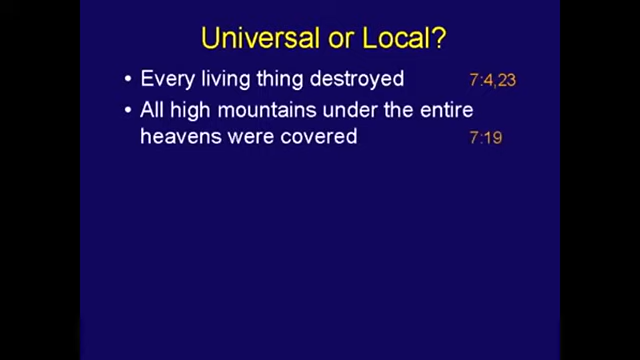 Universal or Local?
• Every living thing destroyed 7:4,23
• All high mountains under the entire
heavens were covered 7:19